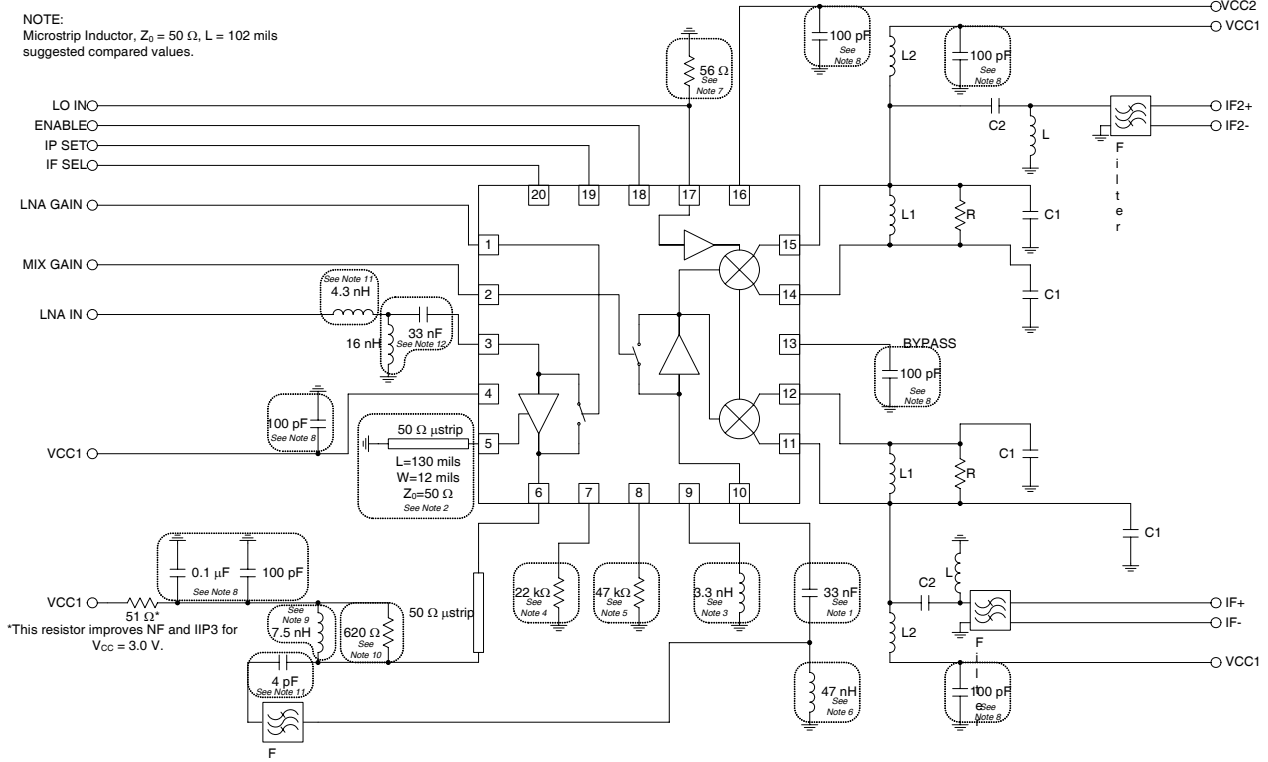 NOTE:
Microstrip Inductor, Z0 = 50 Ω, L = 102 mils
suggested compared values.
VCC2
VCC1
100 pF
See
Note 8
L2
100 pF
See
Note 8
56 Ω
See
Note 7
LO IN
ENABLE
IP SET
IF SEL
C2
L
IF2+
IF2-
F
i
l
t
e
r
20
19
18
17
16
LNA GAIN
1
15
L1
R
C1
MIX GAIN
2
14
C1
See Note 11
4.3 nH
LNA IN
16 nH
33 nF
See Note 12
3
13
BYPASS
100 pF
See
Note 8
4
12
100 pF
See Note 8
VCC1
50 Ω μstrip
5
L=130 mils
W=12 mils
Z0=50 Ω
See Note 2
11
L1
R
C1
6
7
8
9
10
C1
0.1 μF
100 pF
See Note 8
VCC1
51 Ω*
*This resistor improves NF and IIP3 for
VCC = 3.0 V.
See
Note 9
7.5 nH
620 Ω
See
Note 10
50 Ω μstrip
22 kΩ
See
Note 4
47 kΩ
See
Note 5
3.3 nH
See
Note 3
33 nF
See
Note 1
L
C2
IF+
IF-
L2
F
i
l
t
e
r
VCC1
4 pF
See Note 11
47 nH
See
Note 6
100 pF
See
Note 8
F